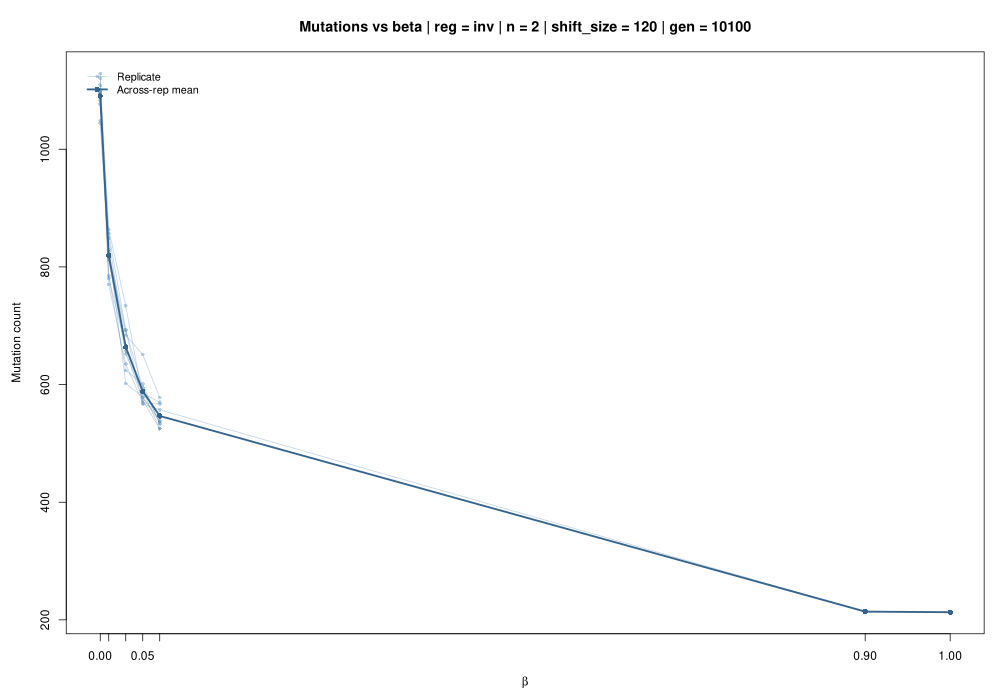 Mutations vs beta | reg = inv | n = 2 | shift_size = 120 | gen = 10100
Replicate
Across-rep mean
Mutation count
1000
800
600
400
200
0.00 0.05 0.90 1.00
β